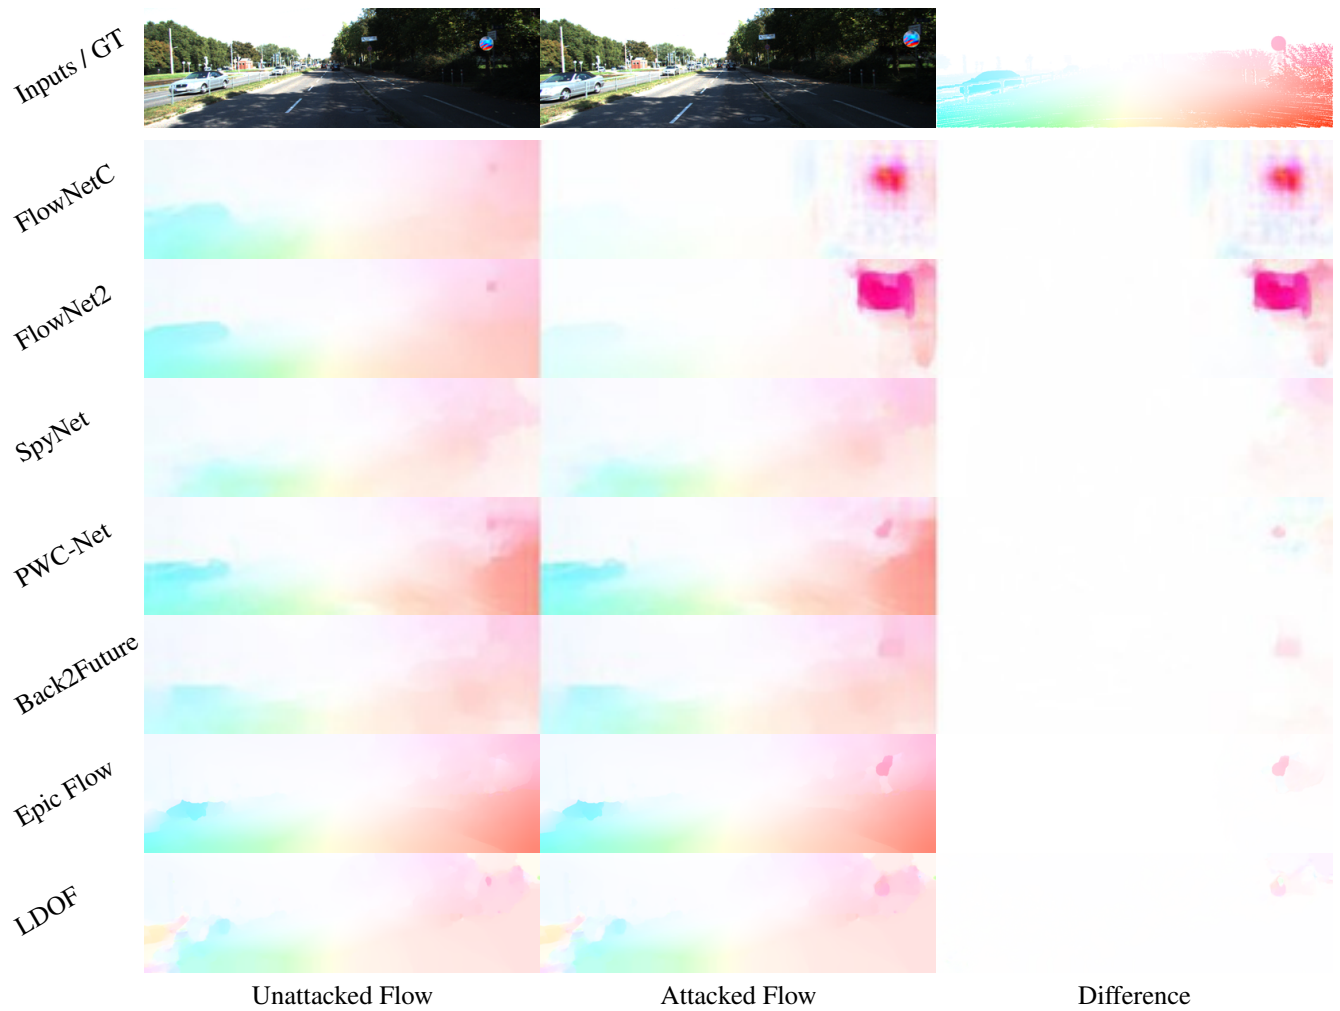 Inputs / GT
FlowNetC
FlowNet2
SpyNet
PWC-Net
Back2Future
Epic Flow
LDOF
Unattacked Flow
Attacked Flow
Difference